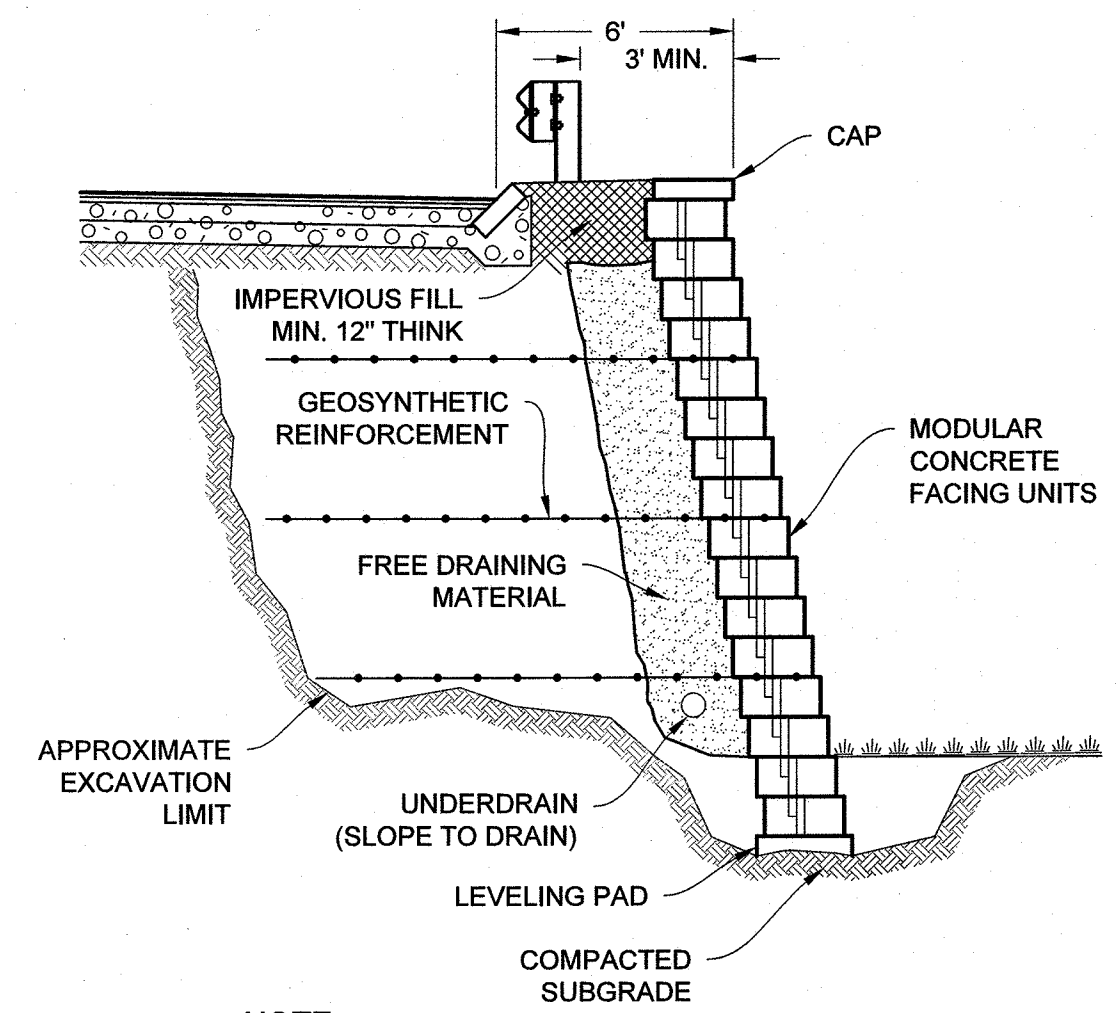 6'
3' MIN.
CAP
IMPERVIOUS FILL
MIN. 12" THINK
GEOSYNTHETIC
REINFORCEMENT
MODULAR
CONCRETE
FACING UNITS
FREE DRAINING
MATERIAL
APPROXIMATE
EXCAVATION
LIMIT
UNDERDRAIN
(SLOPE TO DRAIN)
LEVELING PAD
COMPACTED
SUBGRADE